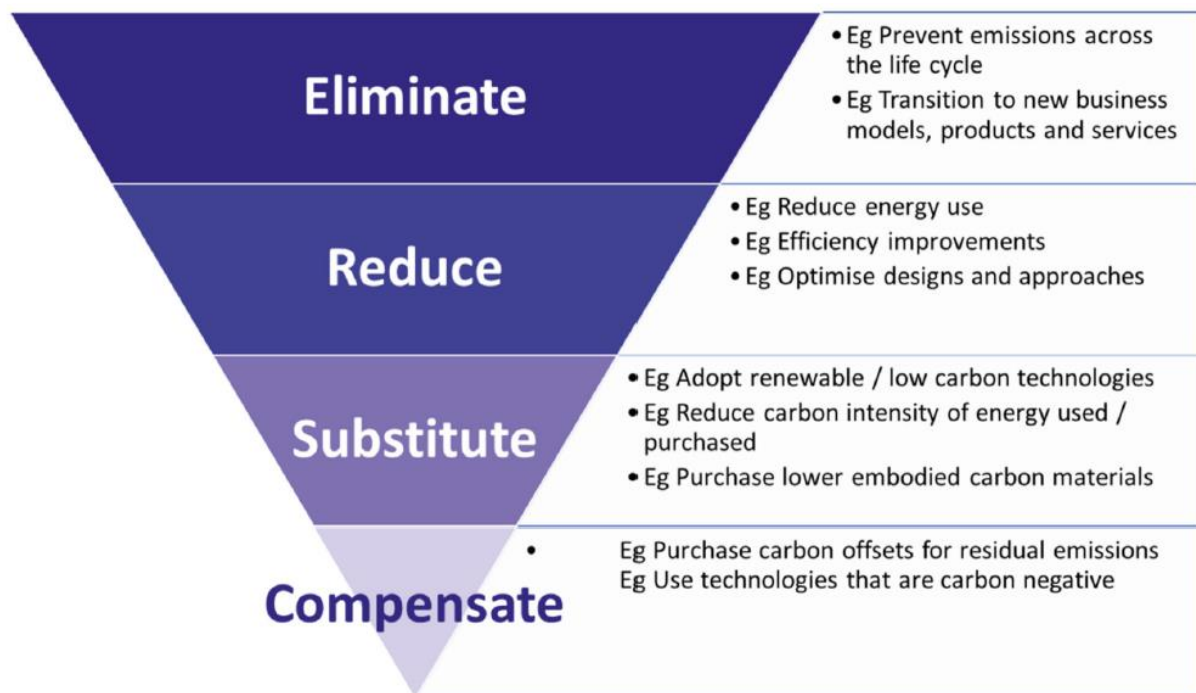 Eliminate
• Eg Prevent emissions across
the life cycle
• Eg Transition to new business
models, products and services
Reduce
• Eg Reduce energy use
• Eg Efficiency improvements
• Eg Optimise designs and approaches
Substitute
• Eg Adopt renewable / low carbon technologies
• Eg Reduce carbon intensity of energy used /
purchased
• Eg Purchase lower embodied carbon materials
Compensate
• Eg Purchase carbon offsets for residual emissions
Eg Use technologies that are carbon negative